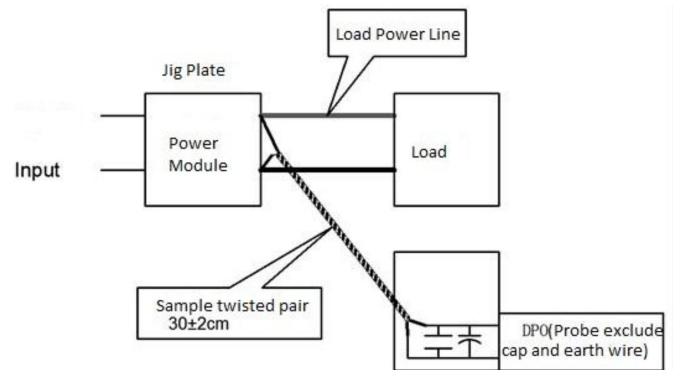 Load Power Line
Jig Plate
Power
Module
Load
Input
Sample twisted pair
30±2cm
DPO(Probe exclude
cap and earth wire)